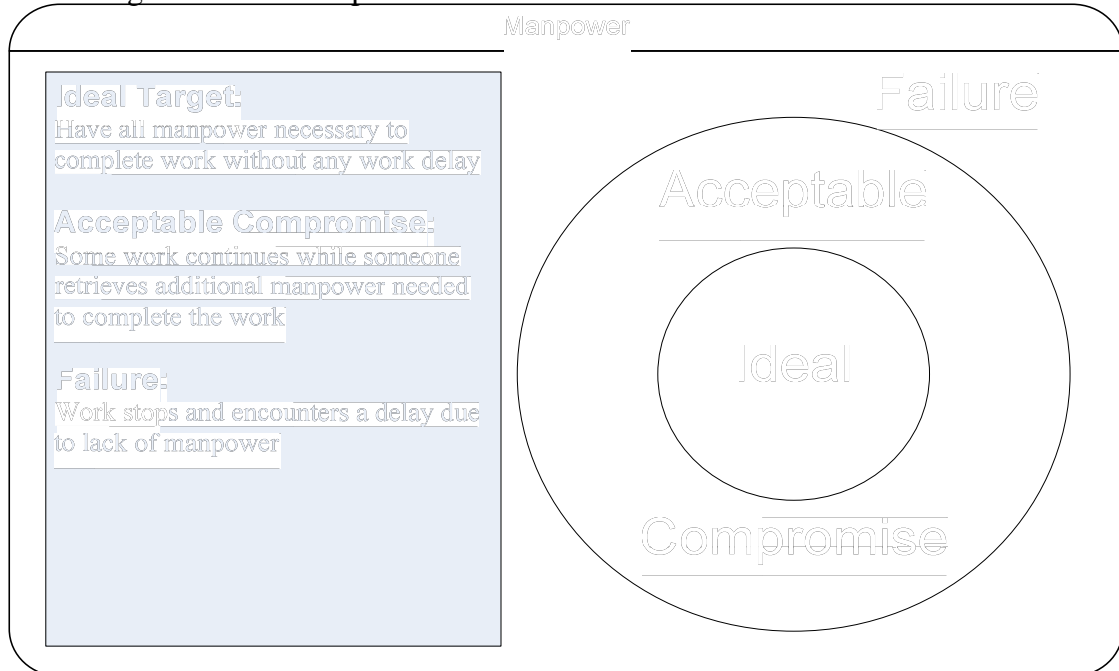 Manpower
Ideal Target:
Have all manpower necessary to
complete work without any work delay
Acceptable Compromise:
Some work continues while someone
retrieves additional manpower needed
to complete the work
Failure:
Work stops and encounters a delay due
to lack of manpower
Failure
Acceptable
Ideal
Compromise